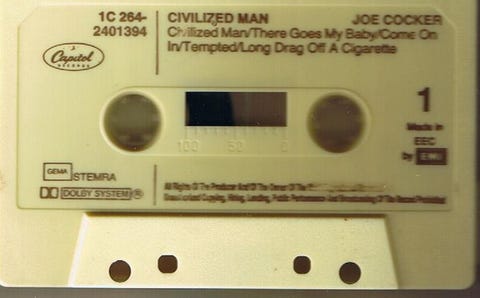 1C 264-
2401394
CIVILIZED MAN
JOE COCKER
Civilized Man/There Goes My Baby/Come On
In/Tempted/Long Drag Off A Cigarette
Capitol
RECORDS
1
Made in
EEC
by EMI
100 50 0
GEMA STEMRA
DOLBY SYSTEM®
All Rights Of The Producer And Of The Owner Of The
Unauthorized Copying, Hiring, Lending, Public Performance And Broadcasting Of This Record Prohibited